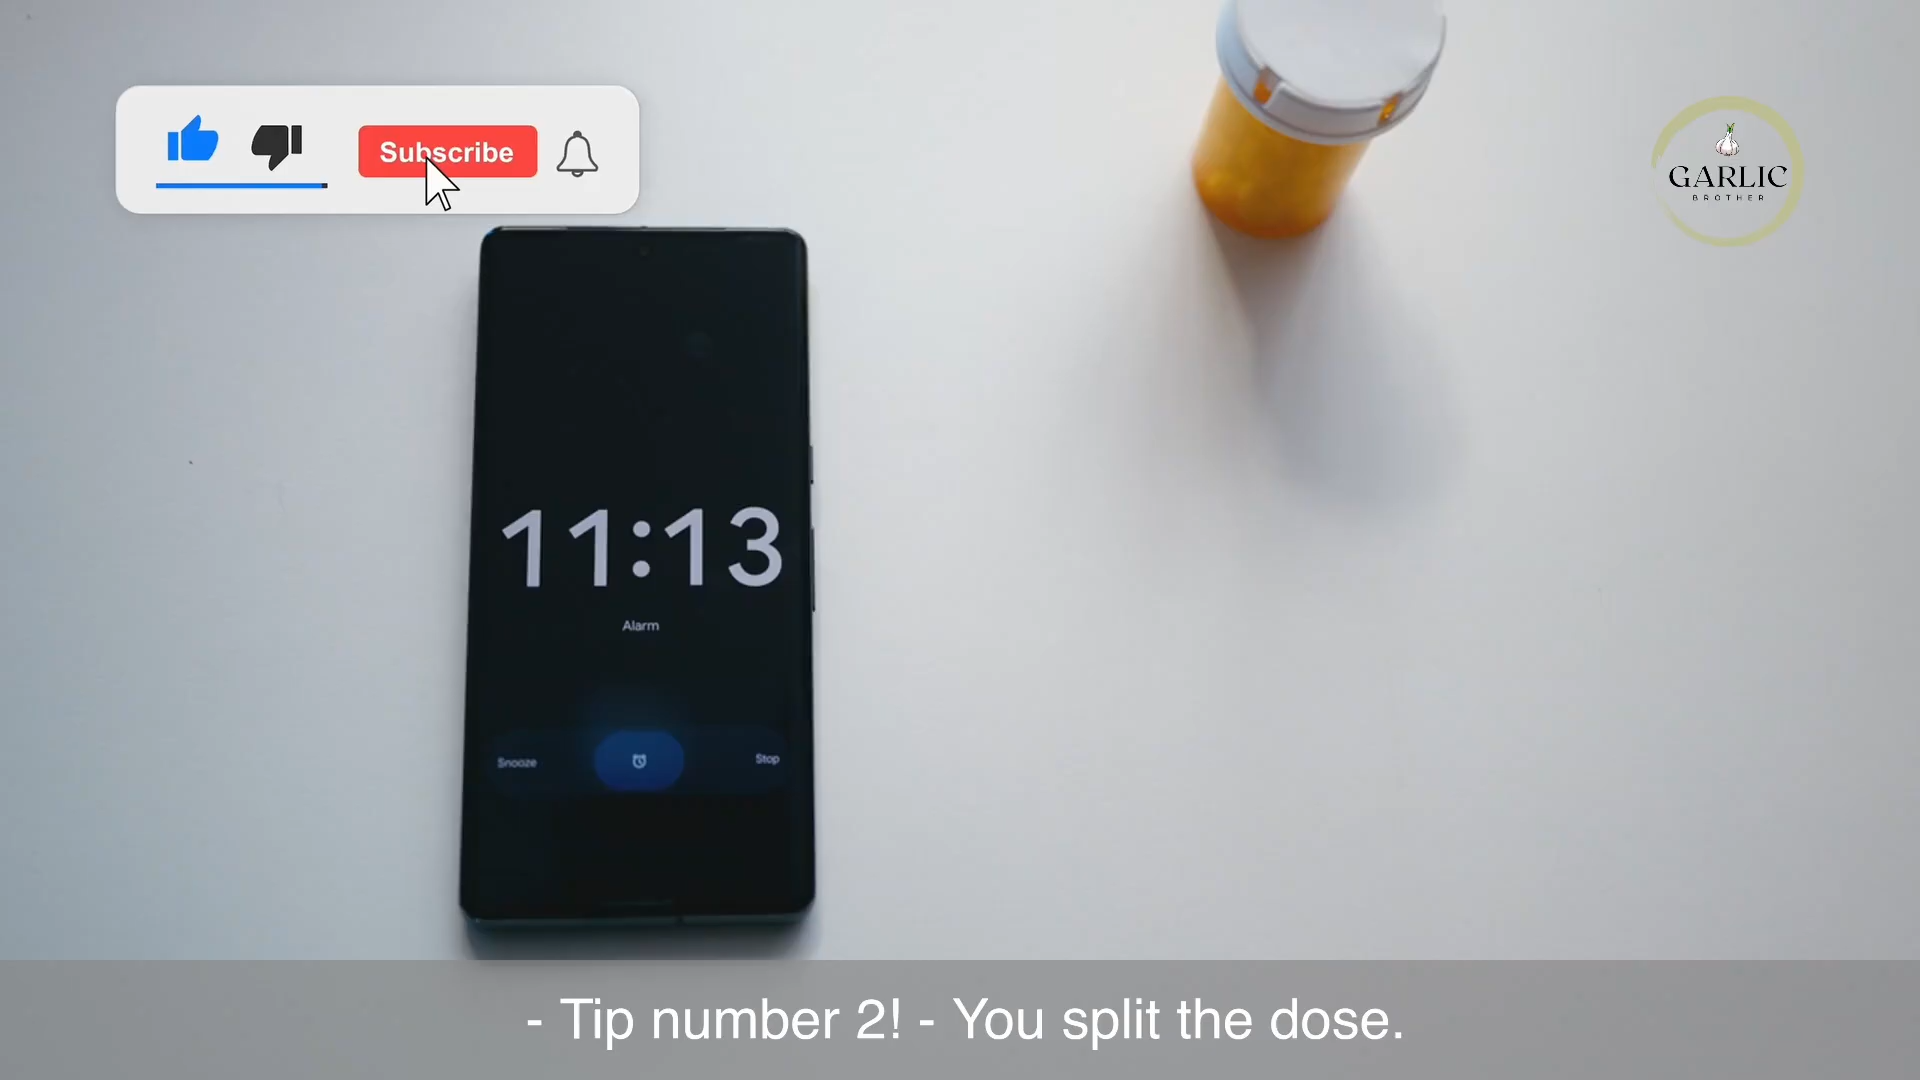 Subscribe
GARLIC
BROTHER
11:13
Alarm
Snooze
Stop
- Tip number 2! - You split the dose.